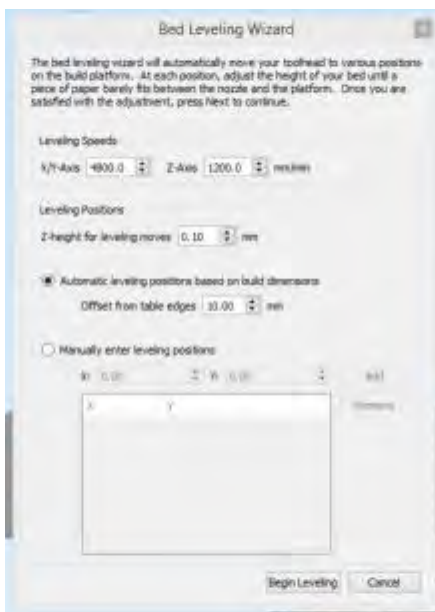 Bed Leveling Wizard
The bed leveling wizard will automatically move your toolhead to various positions
on the build platform. At each position, adjust the height of your bed until a
piece of paper barely fits between the nozzle and the platform. Once you are
satisfied with the adjustment, press Next to continue.
Leveling Speeds
X/Y-Axis 4800.0 Z-Axis 1200.0 mm/min
Leveling Positions
Z-height for leveling moves 0.10 mm
Automatic leveling positions based on build dimensions
Offset from table edges 10.00 mm
Manually enter leveling positions
X: 0.00 Y: 0.00 Add
X Y Remove
Begin Leveling Cancel